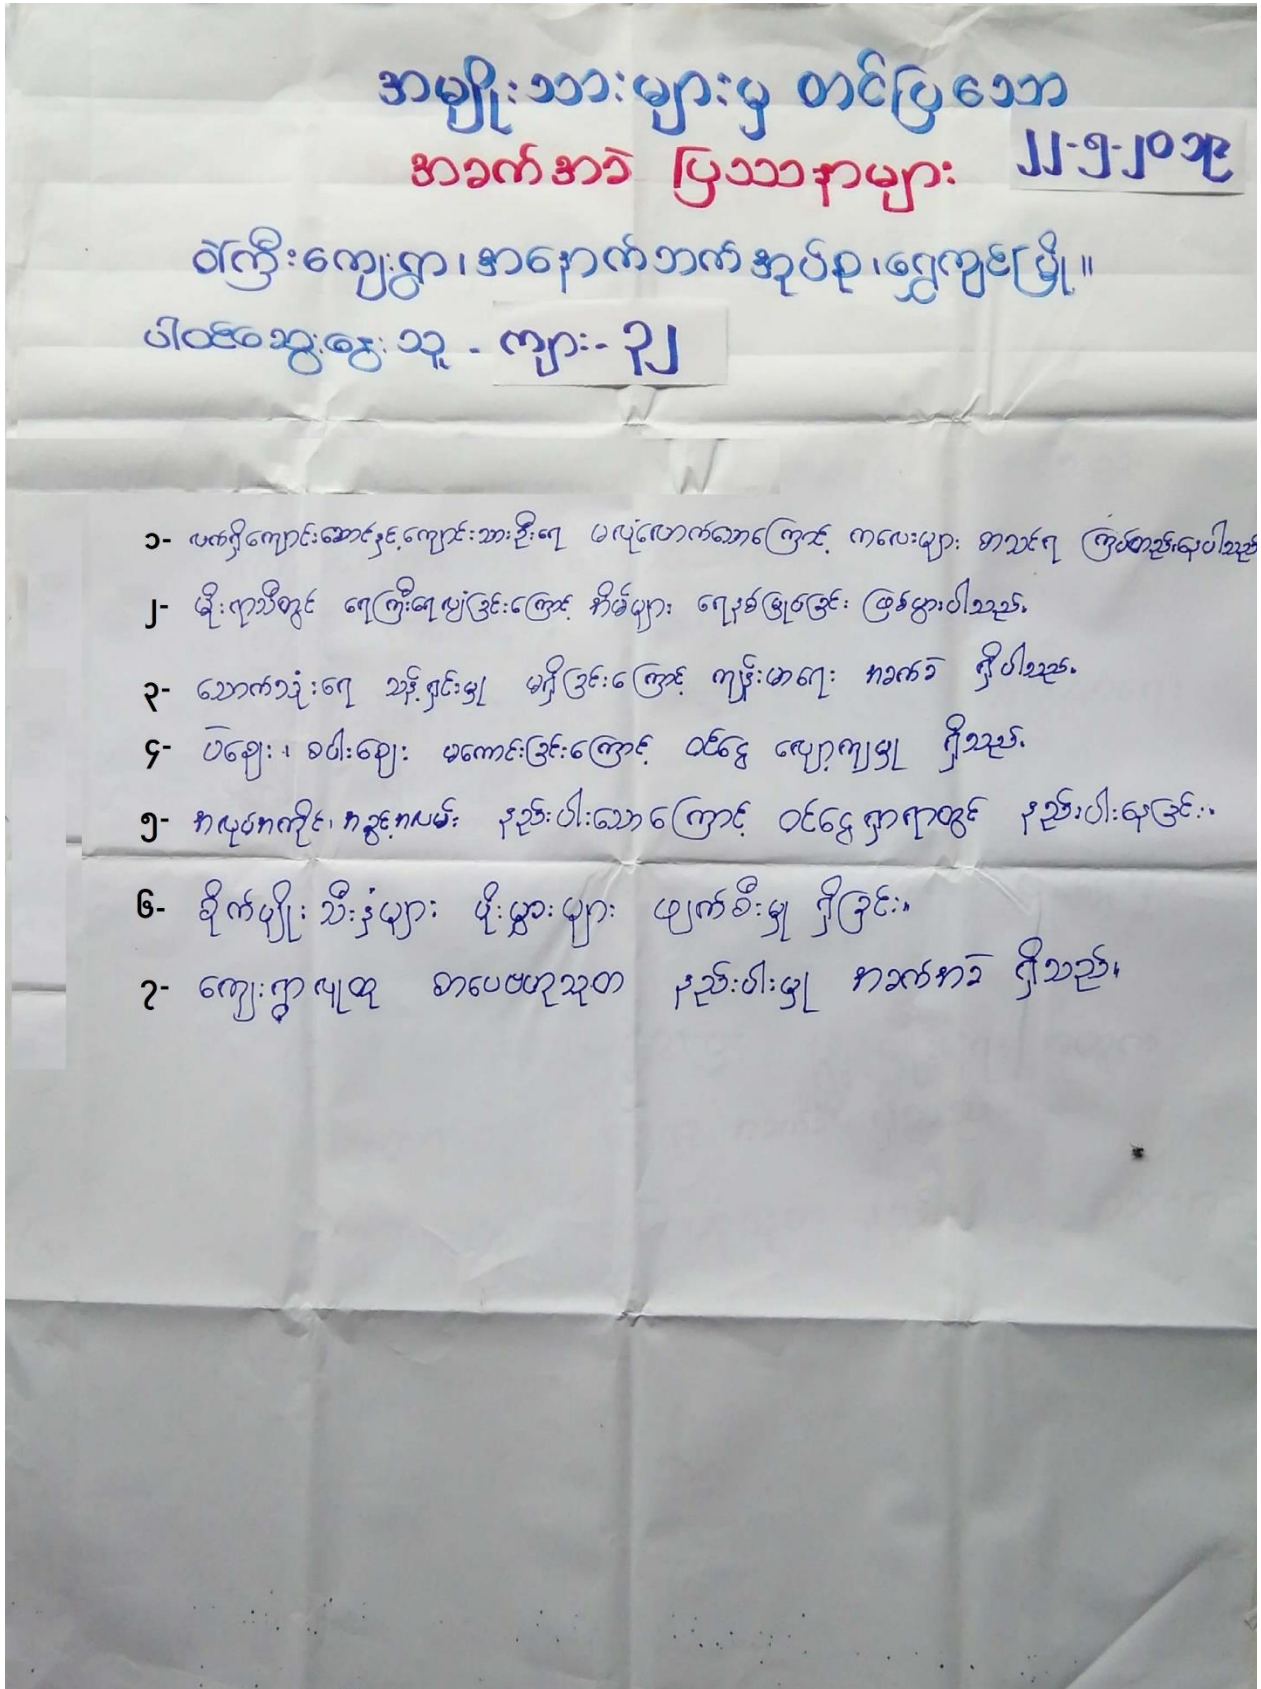 အမျိုးသားများမှ တင်ပြသော
အခက်အခဲ ပြဿနာများ
၂၂-၅-၂၀၁၉
ဝဲကြီးကျေးရွာ၊ အနောက်ဘက်အုပ်စု၊ ရွှေကျင်မြို့။
ပါဝင်ဆွေးနွေးသူ - ကျား - ၃၂
၁- လက်ရှိကျောင်းဆောင်နှင့်ကျောင်းသားဦးရေ မလုံလောက်သောကြောင့် ကလေးများ စာသင်ရ ကြပ်တည်းနေပါသည်
၂- မိုးရာသီတွင် ရေကြီးရေလျှံခြင်းကြောင့် အိမ်များ ရေနစ်မြုပ်ခြင်း ဖြစ်ပွားပါသည်။
၃- သောက်သုံးရေ သန့်ရှင်းမှု မရှိခြင်းကြောင့် ကျန်းမာရေး အခက်ခဲ ရှိပါသည်။
၄- ပဲစျေး၊ စပါးစျေး မကောင်းခြင်းကြောင့် ဝင်ငွေ လျော့ကျမှု ရှိသည်။
၅- အလုပ်အကိုင်၊ အခွင့်အလမ်း နည်းပါးသောကြောင့် ဝင်ငွေရှာရာတွင် နည်းပါးနေခြင်း။
၆- စိုက်မျိုးသီးနှံများ ပိုးမွှားများ ဖျက်စီးမှု ရှိခြင်း။
၇- ကျေးရွာလူထု စာပေဗဟုသုတ နည်းပါးမှု အခက်အခဲ ရှိသည်။